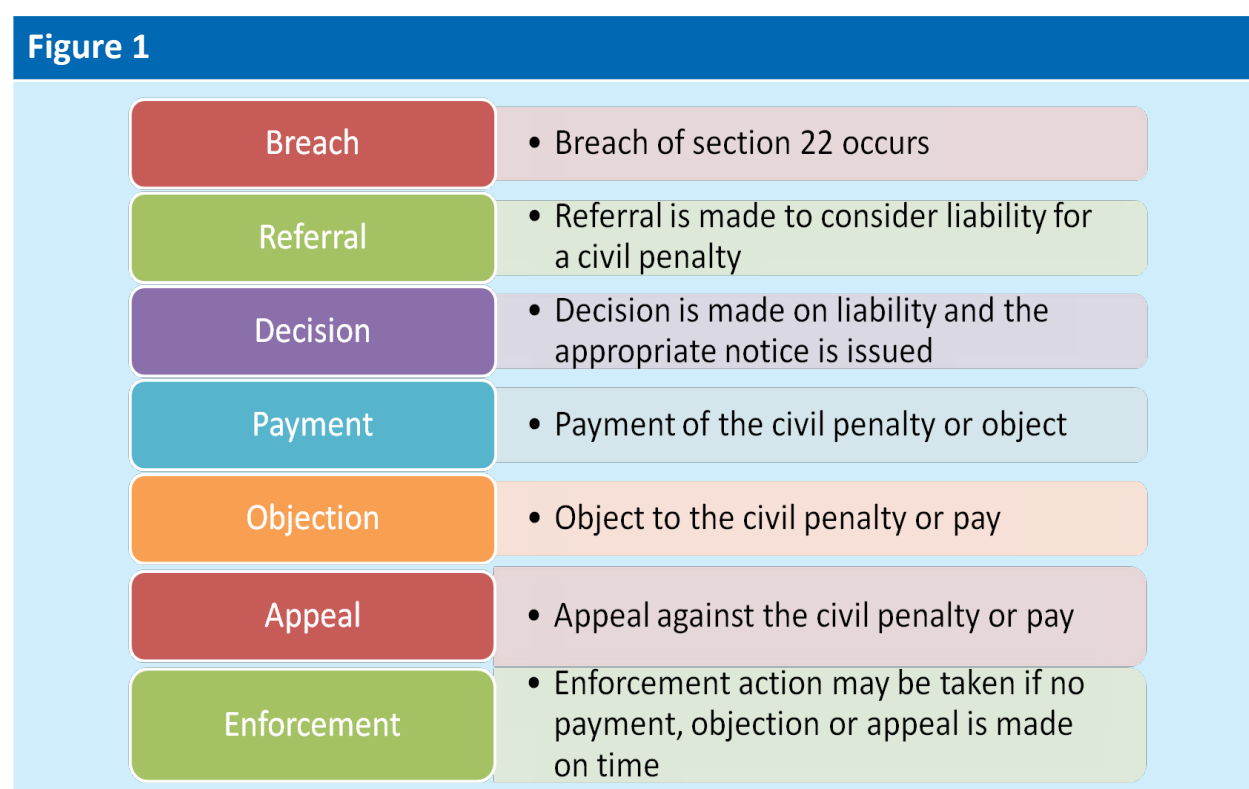 Figure 1
Breach
• Breach of section 22 occurs
Referral
• Referral is made to consider liability for
a civil penalty
Decision
• Decision is made on liability and the
appropriate notice is issued
Payment
• Payment of the civil penalty or object
Objection
• Object to the civil penalty or pay
Appeal
• Appeal against the civil penalty or pay
Enforcement
• Enforcement action may be taken if no
payment, objection or appeal is made
on time